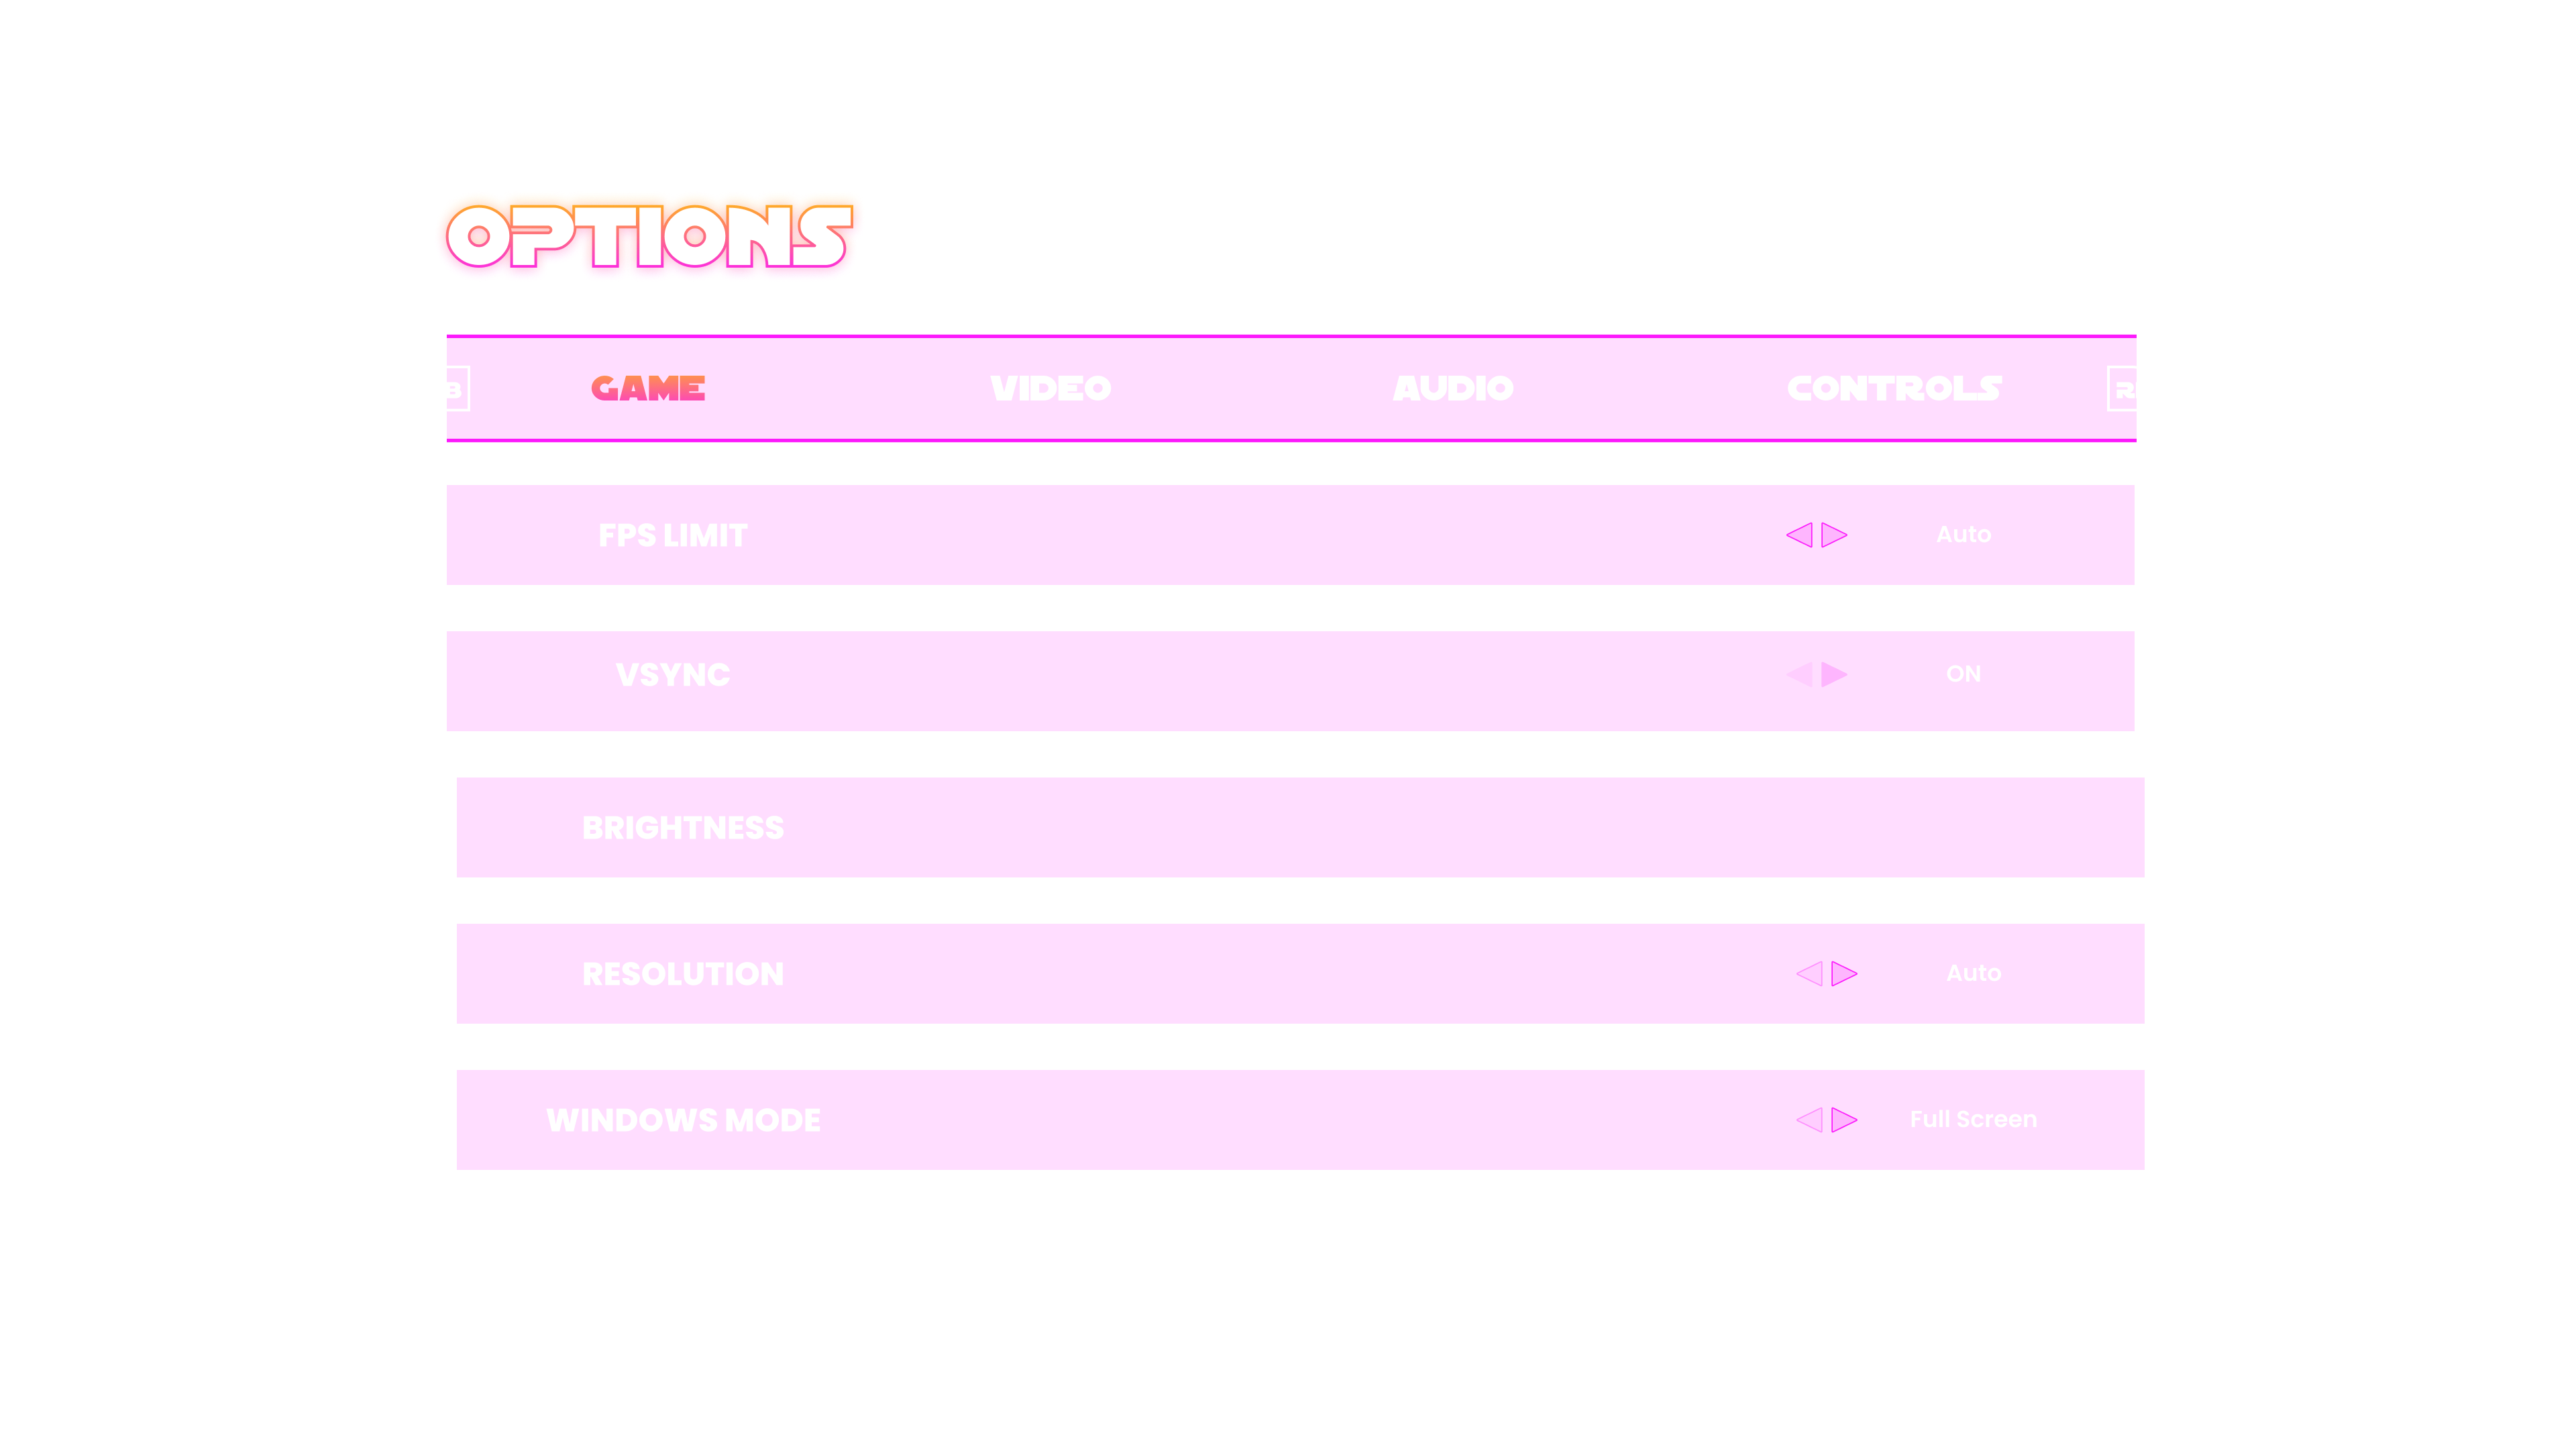 OPTIONS
B GAME VIDEO AUDIO CONTROLS R
FPS LIMIT Auto
VSYNC ON
BRIGHTNESS
RESOLUTION Auto
WINDOWS MODE Full Screen